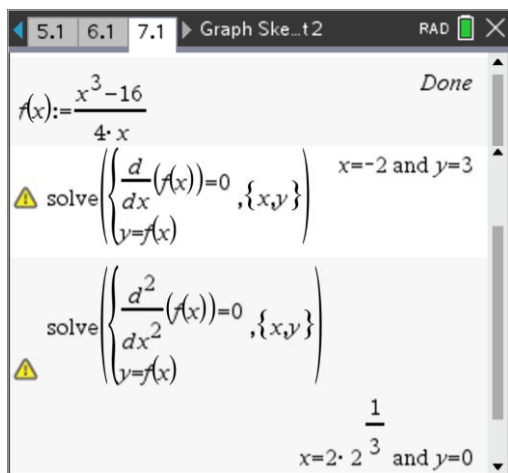 5.1 6.1 7.1 Graph Ske...t2 RAD
f(x):=(x^3-16)/(4·x) Done
solve({d/dx(f(x))=0, y=f(x) ,{x,y}) x=-2 and y=3
solve({d^2/dx^2(f(x))=0, y=f(x) ,{x,y})
x=2·2^(1/3) and y=0